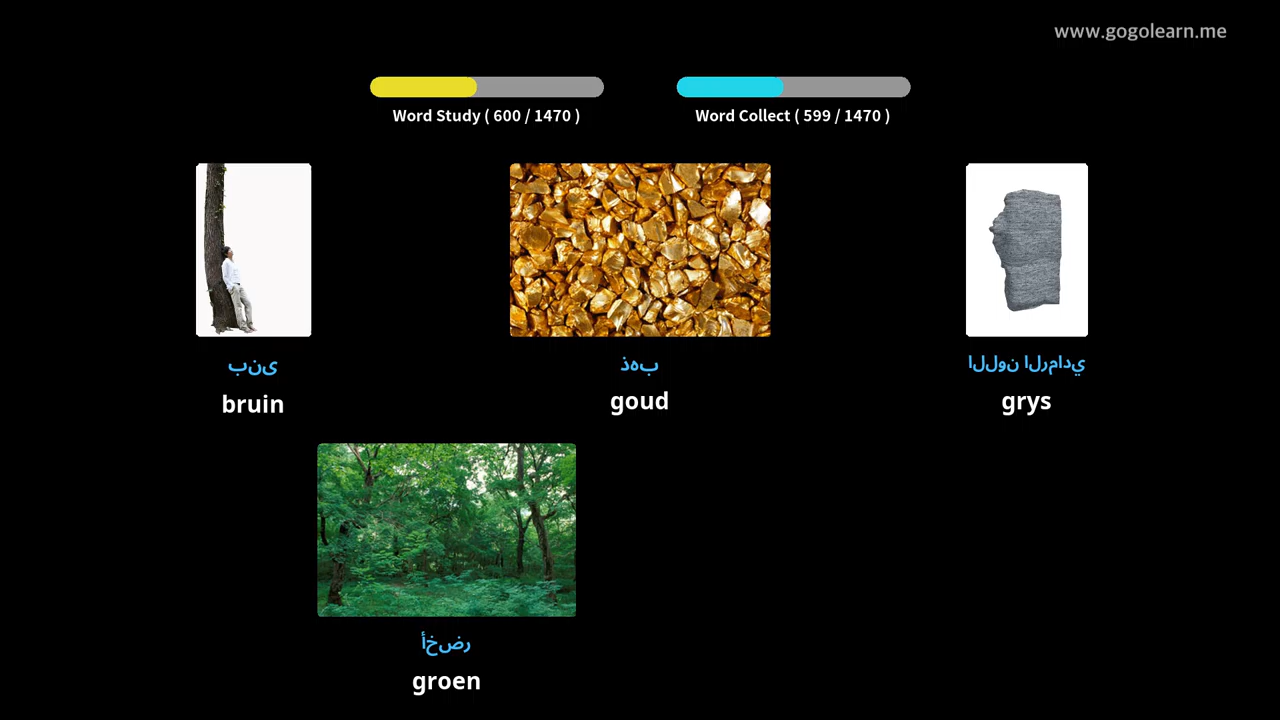 www.gogolearn.me
Word Study ( 600 / 1470 )
Word Collect ( 599 / 1470 )
بنى
ذهب
اللون الرمادي
bruin
goud
grys
أخضر
groen